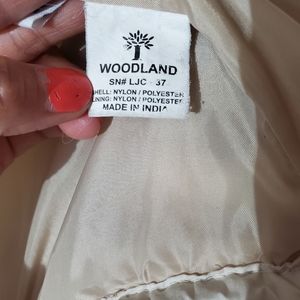 WOODLAND
SN# LJC - 37
SHELL: NYLON / POLYESTER
LINING: NYLON / POLYESTER
MADE IN INDIA